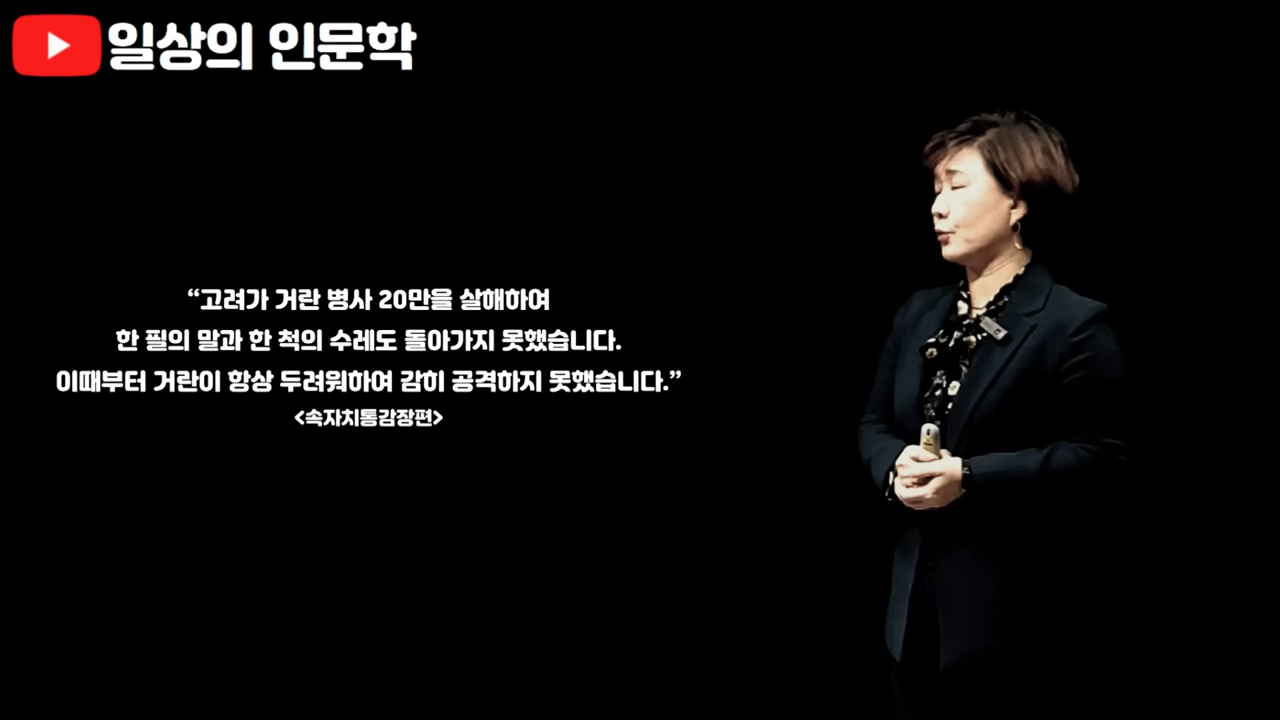 일상의 인문학
“고려가 거란 병사 20만을 살해하여
한 필의 말과 한 척의 수레도 돌아가지 못했습니다.
이때부터 거란이 항상 두려워하여 감히 공격하지 못했습니다.”
<속자치통감장편>